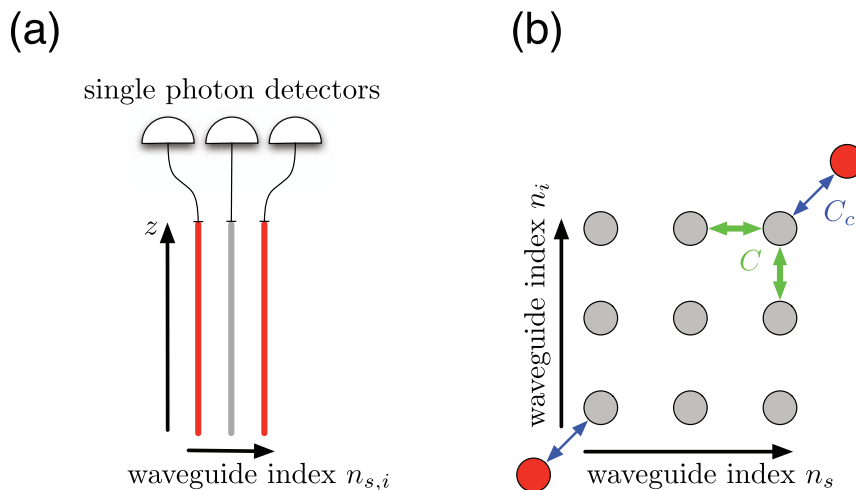 (a)
single photon detectors
z
waveguide index n_{s,i}
(b)
waveguide index n_i
C_c
C
waveguide index n_s